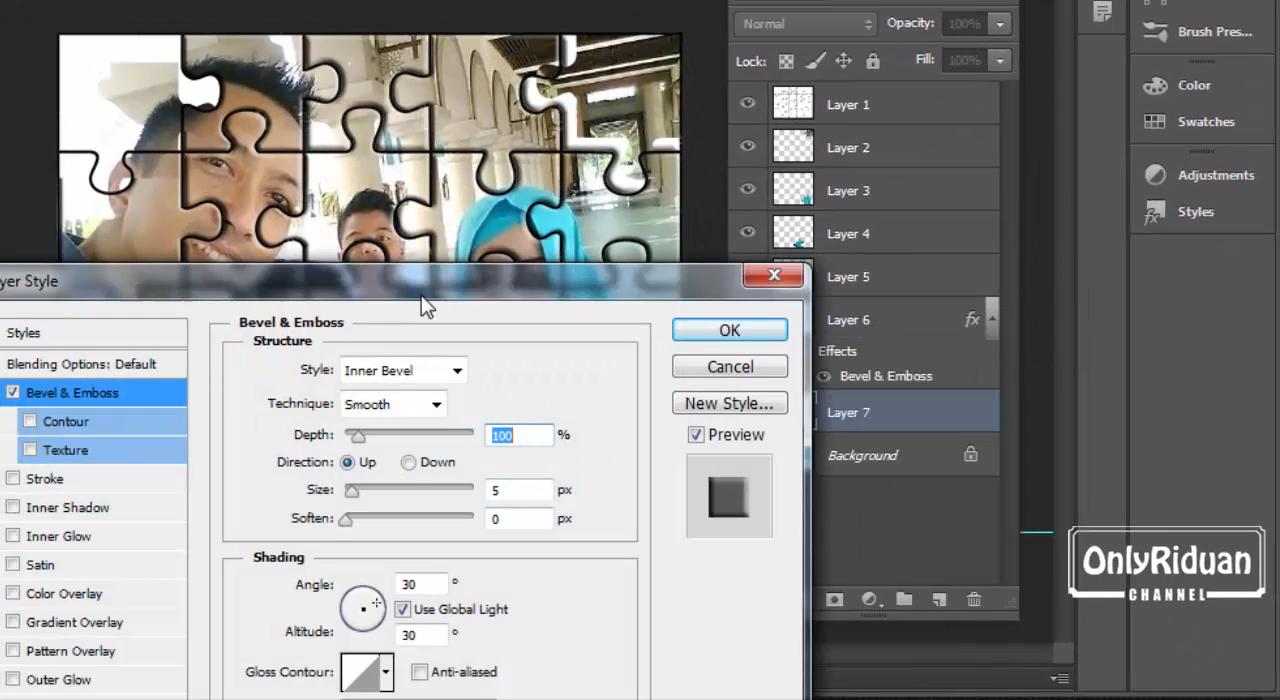 Normal
Opacity:
100%
Lock:
Fill:
100%
Layer 1
Layer 2
Layer 3
Layer 4
Layer 5
Layer 6
fx
Effects
Bevel & Emboss
Layer 7
Background
Brush Pres...
Color
Swatches
Adjustments
Styles
yer Style
Styles
Blending Options: Default
Bevel & Emboss
Contour
Texture
Stroke
Inner Shadow
Inner Glow
Satin
Color Overlay
Gradient Overlay
Pattern Overlay
Outer Glow
Bevel & Emboss
Structure
Style: Inner Bevel
Technique: Smooth
Depth: 100 %
Direction: Up Down
Size: 5 px
Soften: 0 px
Shading
Angle: 30 °
Use Global Light
Altitude: 30 °
Gloss Contour: Anti-aliased
OK
Cancel
New Style...
Preview
OnlyRiduan
CHANNEL